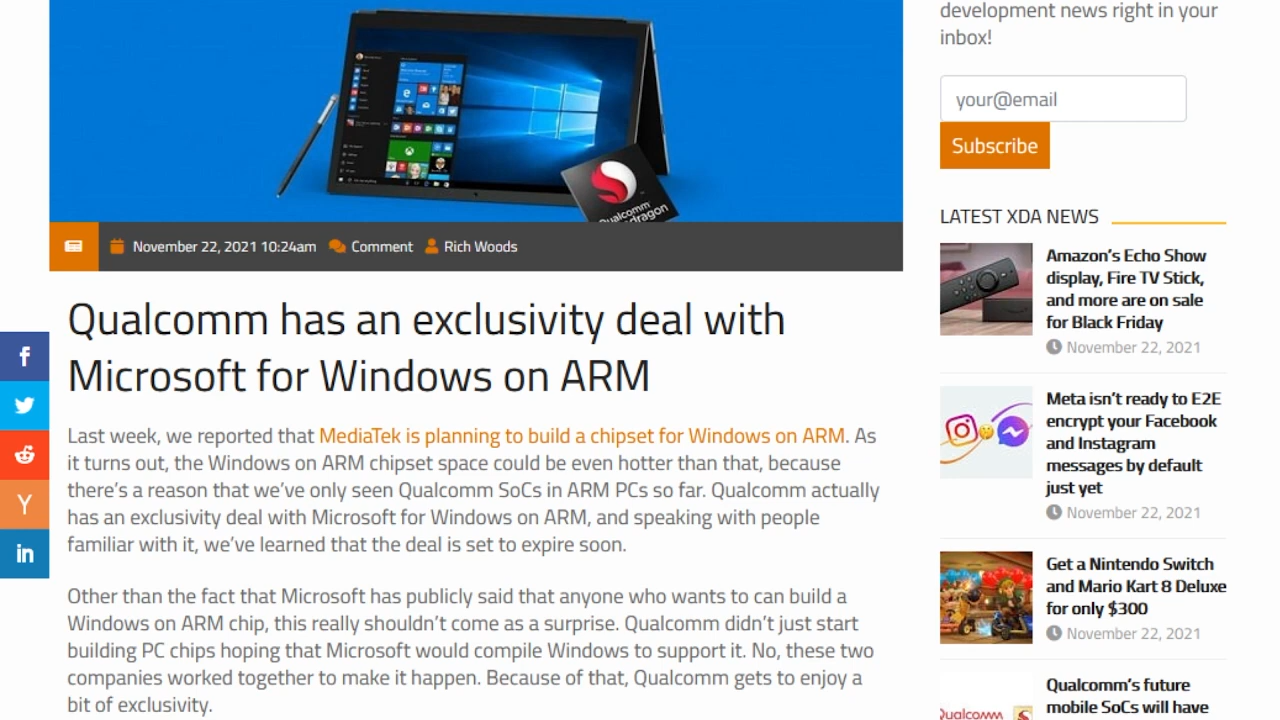 Qualcomm
dragon
November 22, 2021 10:24am Comment Rich Woods
Qualcomm has an exclusivity deal with
Microsoft for Windows on ARM
Last week, we reported that MediaTek is planning to build a chipset for Windows on ARM. As
it turns out, the Windows on ARM chipset space could be even hotter than that, because
there's a reason that we've only seen Qualcomm SoCs in ARM PCs so far. Qualcomm actually
has an exclusivity deal with Microsoft for Windows on ARM, and speaking with people
familiar with it, we've learned that the deal is set to expire soon.
Other than the fact that Microsoft has publicly said that anyone who wants to can build a
Windows on ARM chip, this really shouldn't come as a surprise. Qualcomm didn't just start
building PC chips hoping that Microsoft would compile Windows to support it. No, these two
companies worked together to make it happen. Because of that, Qualcomm gets to enjoy a
bit of exclusivity.
development news right in your
inbox!
your@email
Subscribe
LATEST XDA NEWS
Amazon's Echo Show
display, Fire TV Stick,
and more are on sale
for Black Friday
November 22, 2021
Meta isn't ready to E2E
encrypt your Facebook
and Instagram
messages by default
just yet
November 22, 2021
Get a Nintendo Switch
and Mario Kart 8 Deluxe
for only $300
November 22, 2021
Qualcomm's future
mobile SoCs will have
Qualcomm